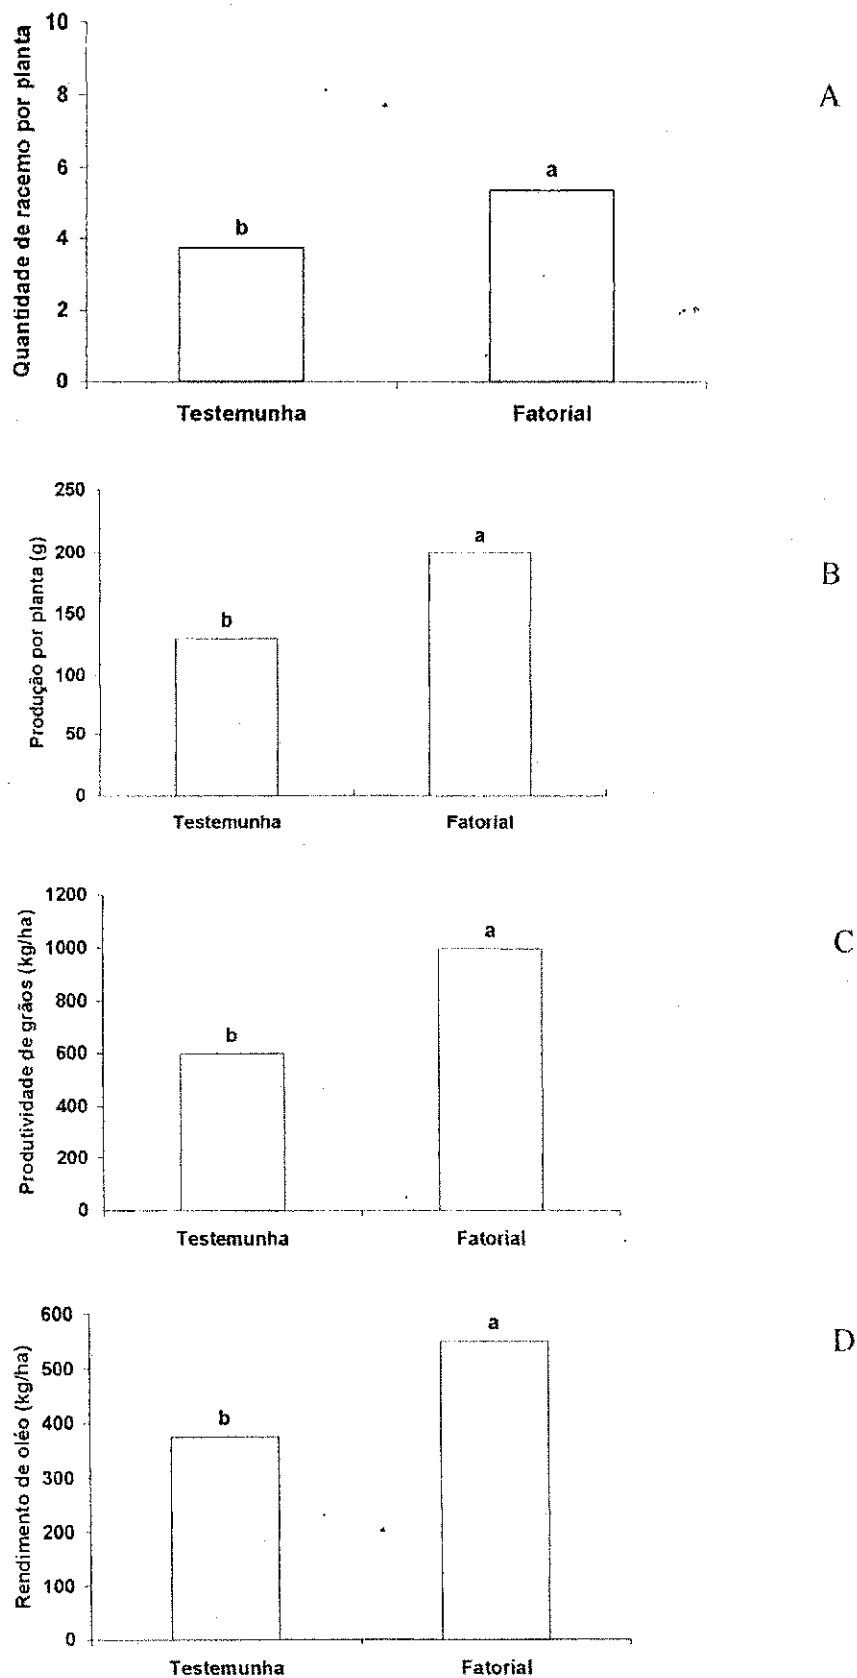 Quantidade de racemo por planta
10
8
6
4
2
0
b
a
Testemunha
Fatorial
A
Produção por planta (g)
250
200
150
100
50
0
b
a
Testemunha
Fatorial
B
Produtividade de grãos (kg/ha)
1200
1000
800
600
400
200
0
b
a
Testemunha
Fatorial
C
Rendimento de oléo (kg/ha)
600
500
400
300
200
100
0
b
a
Testemunha
Fatorial
D